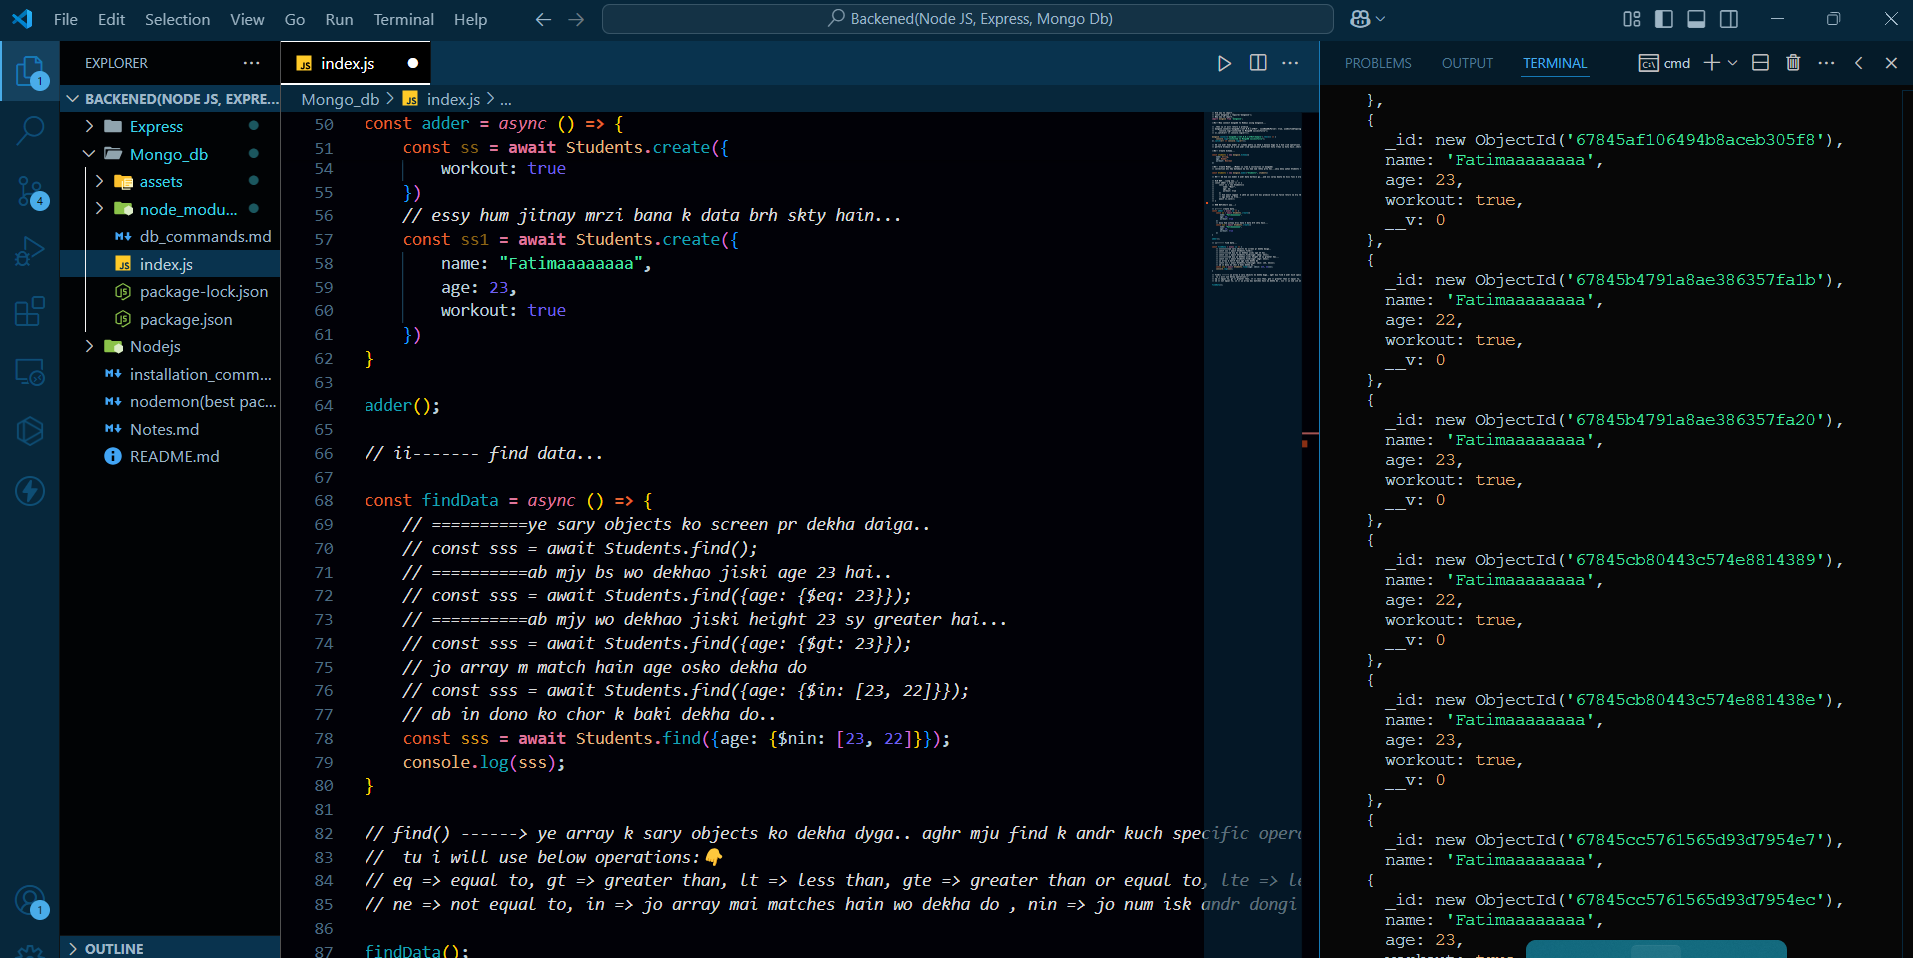 File Edit Selection View Go Run Terminal Help
Backened(Node JS, Express, Mongo Db)
EXPLORER
1
BACKENED(NODE JS, EXPRE...
Express
Mongo_db
assets
node_modu...
4
db_commands.md
index.js
package-lock.json
package.json
Nodejs
installation_comm...
nodemon(best pac...
Notes.md
README.md
1
OUTLINE
index.js
Mongo_db > index.js > ...
50 const adder = async () => {
51 const ss = await Students.create({
54 workout: true
55 })
56 // essy hum jitnay mrzi bana k data brh skty hain...
57 const ss1 = await Students.create({
58 name: "Fatimaaaaaaaa",
59 age: 23,
60 workout: true
61 })
62 }
63
64 adder();
65
66 // ii------- find data...
67
68 const findData = async () => {
69 // ==========ye sary objects ko screen pr dekha daiga..
70 // const sss = await Students.find();
71 // ==========ab mjy bs wo dekhao jiski age 23 hai..
72 // const sss = await Students.find({age: {$eq: 23}});
73 // ==========ab mjy wo dekhao jiski height 23 sy greater hai...
74 // const sss = await Students.find({age: {$gt: 23}});
75 // jo array m match hain age osko dekha do
76 // const sss = await Students.find({age: {$in: [23, 22]}});
77 // ab in dono ko chor k baki dekha do..
78 const sss = await Students.find({age: {$nin: [23, 22]}});
79 console.log(sss);
80 }
81
82 // find() ------> ye array k sary objects ko dekha dyga.. aghr mju find k andr kuch specific oper
83 // tu i will use below operations:👇
84 // eq => equal to, gt => greater than, lt => less than, gte => greater than or equal to, lte => le
85 // ne => not equal to, in => jo array mai matches hain wo dekha do , nin => jo num isk andr dongi
86
87 findData();
PROBLEMS OUTPUT TERMINAL
cmd
},
{
_id: new ObjectId('67845af106494b8aceb305f8'),
name: 'Fatimaaaaaaaa',
age: 23,
workout: true,
__v: 0
},
{
_id: new ObjectId('67845b4791a8ae386357fa1b'),
name: 'Fatimaaaaaaaa',
age: 22,
workout: true,
__v: 0
},
{
_id: new ObjectId('67845b4791a8ae386357fa20'),
name: 'Fatimaaaaaaaa',
age: 23,
workout: true,
__v: 0
},
{
_id: new ObjectId('67845cb80443c574e8814389'),
name: 'Fatimaaaaaaaa',
age: 22,
workout: true,
__v: 0
},
{
_id: new ObjectId('67845cb80443c574e881438e'),
name: 'Fatimaaaaaaaa',
age: 23,
workout: true,
__v: 0
},
{
_id: new ObjectId('67845cc5761565d93d7954e7'),
name: 'Fatimaaaaaaaa',
{
_id: new ObjectId('67845cc5761565d93d7954ec'),
name: 'Fatimaaaaaaaa',
age: 23,